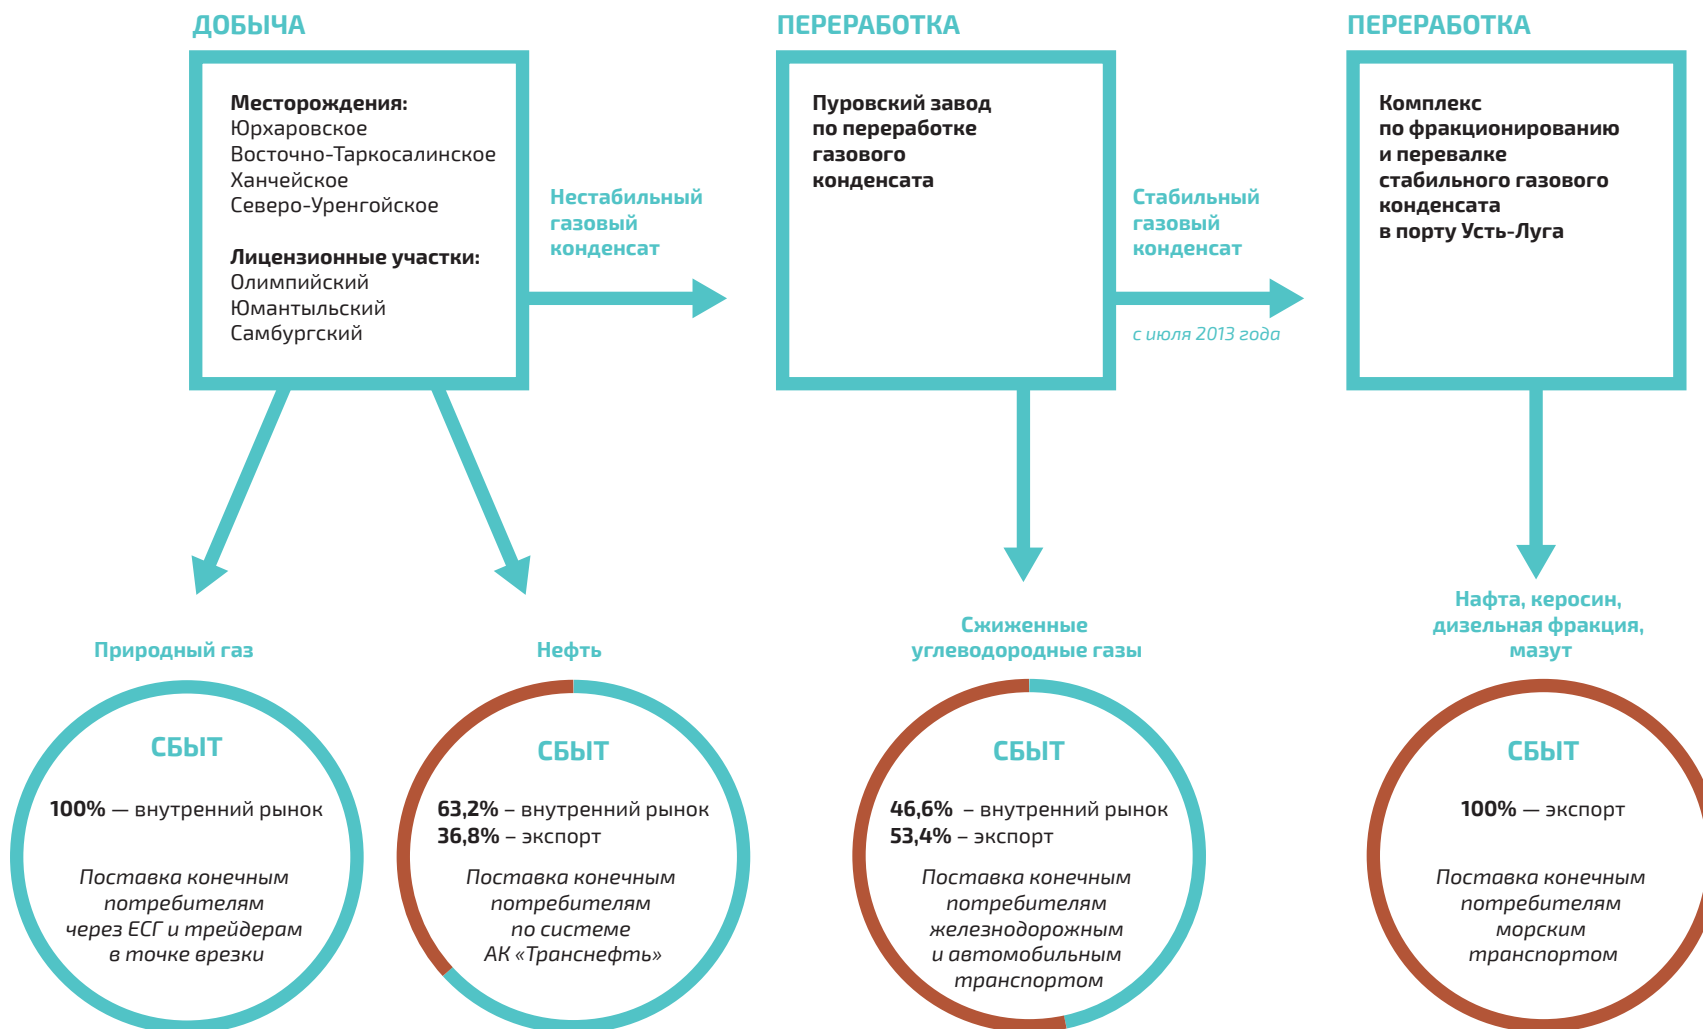 ДОБЫЧА
Месторождения:
Юрхаровское
Восточно-Таркосалинское
Ханчейское
Северо-Уренгойское
Лицензионные участки:
Олимпийский
Юмантыльский
Самбургский
Нестабильный
газовый
конденсат
ПЕРЕРАБОТКА
Пуровский завод
по переработке
газового
конденсата
Стабильный
газовый
конденсат
с июля 2013 года
ПЕРЕРАБОТКА
Комплекс
по фракционированию
и перевалке
стабильного газового
конденсата
в порту Усть-Луга
Природный газ
СБЫТ
100% — внутренний рынок
Поставка конечным
потребителям
через ЕСГ и трейдерам
в точке врезки
Нефть
СБЫТ
63,2% – внутренний рынок
36,8% – экспорт
Поставка конечным
потребителям
по системе
АК «Транснефть»
Сжиженные
углеводородные газы
СБЫТ
46,6% – внутренний рынок
53,4% – экспорт
Поставка конечным
потребителям
железнодорожным
и автомобильным
транспортом
Нафта, керосин,
дизельная фракция,
мазут
СБЫТ
100% — экспорт
Поставка конечным
потребителям
морским
транспортом